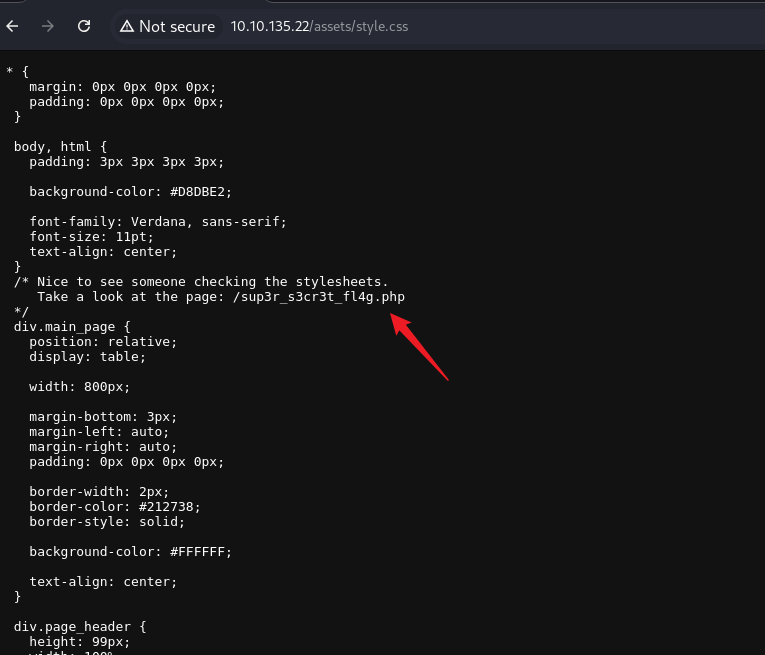 Not secure 10.10.135.22/assets/style.css
* {
margin: 0px 0px 0px 0px;
padding: 0px 0px 0px 0px;
}
body, html {
padding: 3px 3px 3px 3px;
background-color: #D8DBE2;
font-family: Verdana, sans-serif;
font-size: 11pt;
text-align: center;
}
/* Nice to see someone checking the stylesheets.
Take a look at the page: /sup3r_s3cr3t_fl4g.php
*/
div.main_page {
position: relative;
display: table;
width: 800px;
margin-bottom: 3px;
margin-left: auto;
margin-right: auto;
padding: 0px 0px 0px 0px;
border-width: 2px;
border-color: #212738;
border-style: solid;
background-color: #FFFFFF;
text-align: center;
}
div.page_header {
height: 99px;